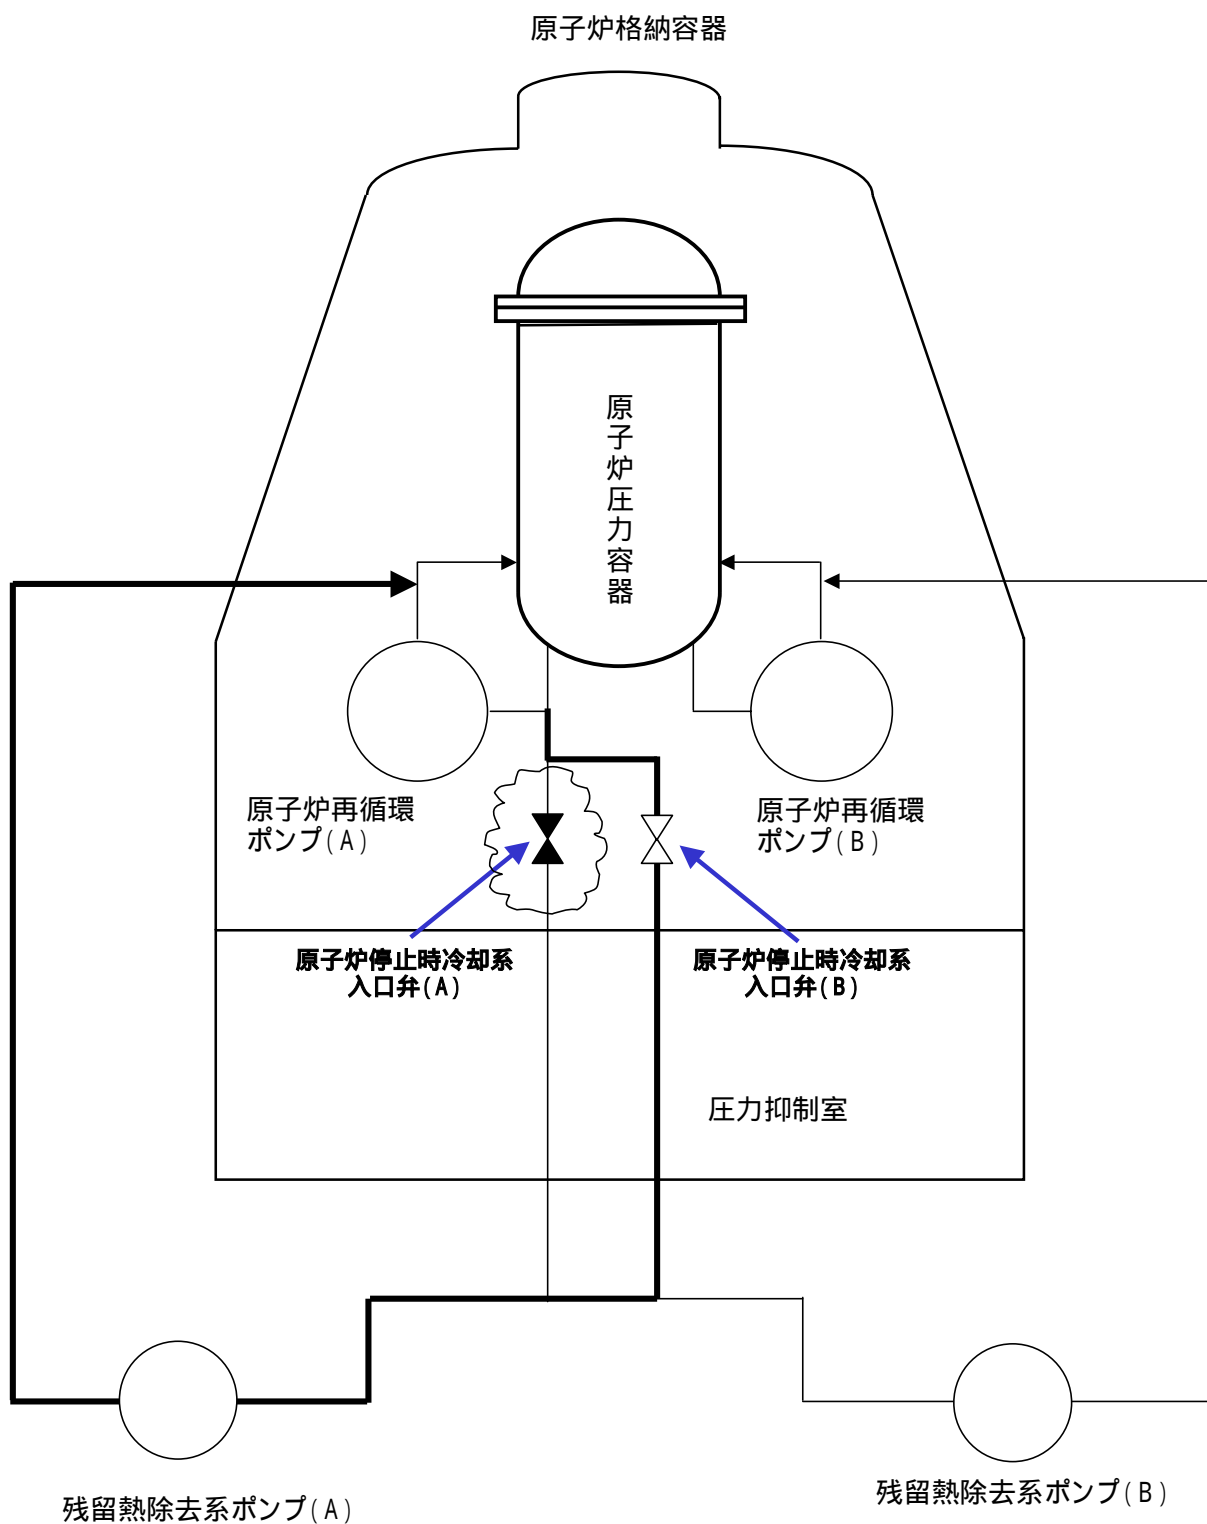 原子炉格納容器
原子炉圧力容器
原子炉再循環
ポンプ(A)
原子炉再循環
ポンプ(B)
原子炉停止時冷却系
入口弁(A)
原子炉停止時冷却系
入口弁(B)
圧力抑制室
残留熱除去系ポンプ(A)
残留熱除去系ポンプ(B)